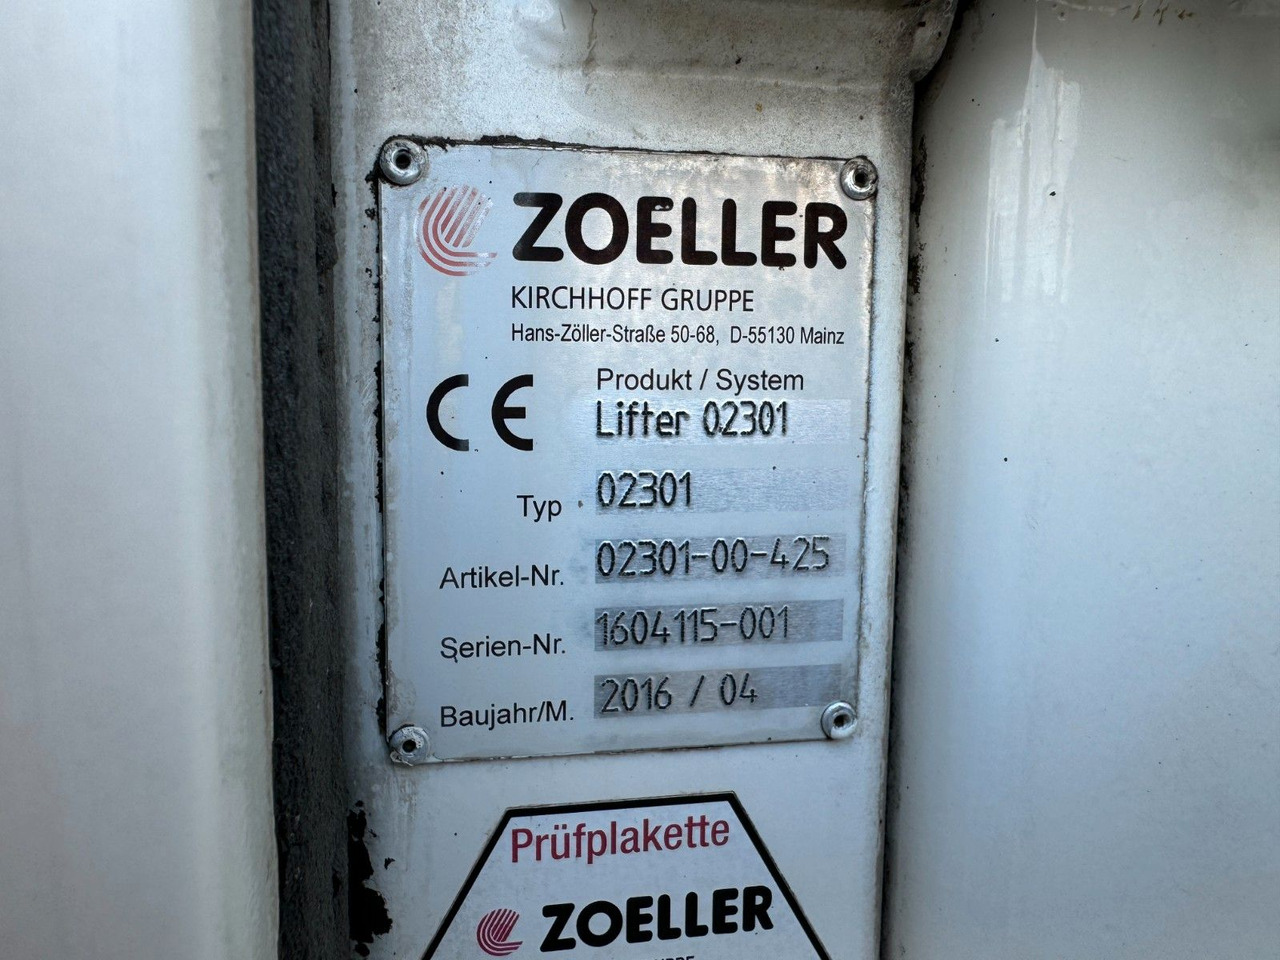 ZOELLER
KIRCHHOFF GRUPPE
Hans-Zöller-Straße 50-68, D-55130 Mainz
CE
Produkt / System
Lifter 02301
Typ 02301
Artikel-Nr. 02301-00-425
Serien-Nr. 1604115-001
Baujahr/M. 2016 / 04
Prüfplakette
ZOELLER